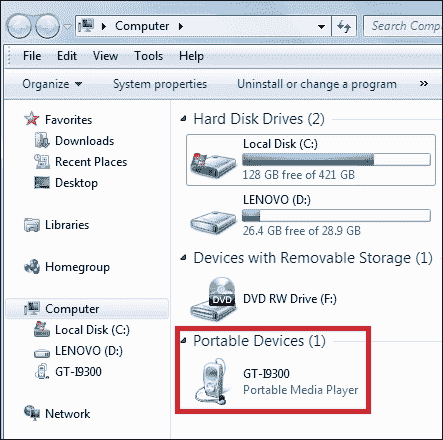 Computer
Search Comp
File Edit View Tools Help
Organize System properties Uninstall or change a program »
Favorites
Downloads
Recent Places
Desktop
Libraries
Homegroup
Computer
Local Disk (C:)
LENOVO (D:)
GT-I9300
Network
Hard Disk Drives (2)
Local Disk (C:)
128 GB free of 421 GB
LENOVO (D:)
26.4 GB free of 28.9 GB
Devices with Removable Storage (1)
DVD
DVD RW Drive (F:)
Portable Devices (1)
GT-I9300
Portable Media Player